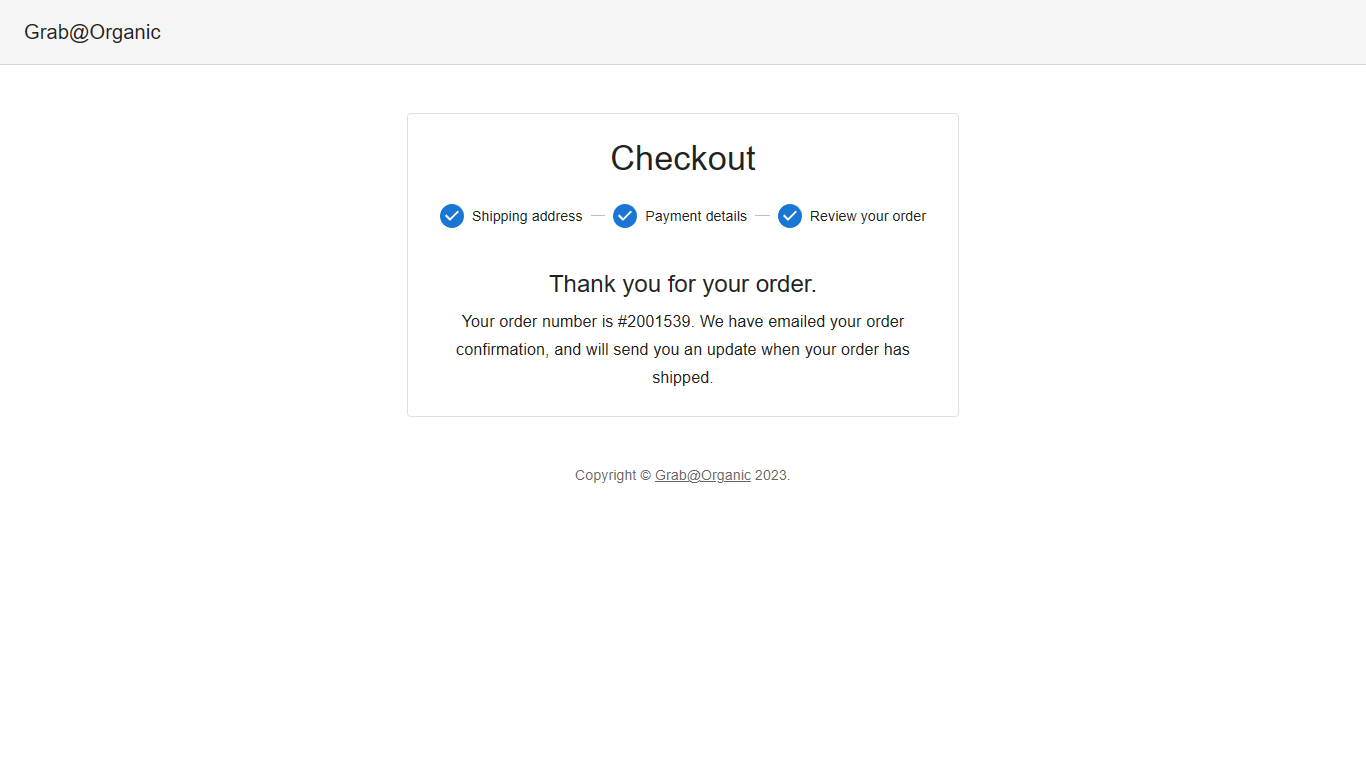 Grab@Organic
Checkout
Shipping address
Payment details
Review your order
Thank you for your order.
Your order number is #2001539. We have emailed your order
confirmation, and will send you an update when your order has
shipped.
Copyright © Grab@Organic 2023.